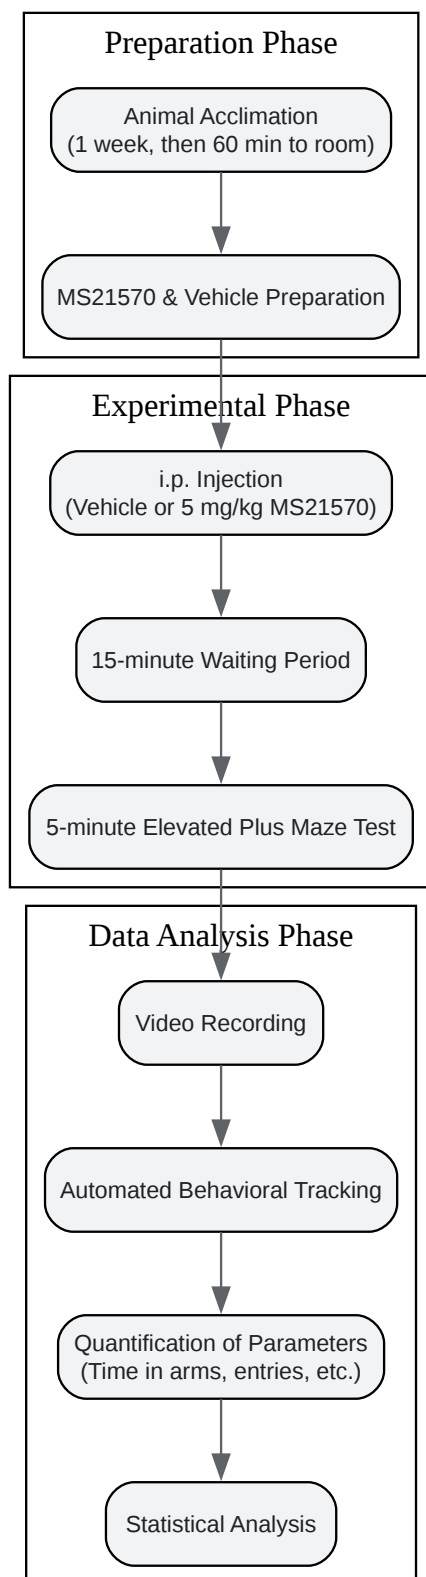 Preparation Phase
Animal Acclimation
(1 week, then 60 min to room)
MS21570 & Vehicle Preparation
Experimental Phase
i.p. Injection
(Vehicle or 5 mg/kg MS21570)
15-minute Waiting Period
5-minute Elevated Plus Maze Test
Data Analysis Phase
Video Recording
Automated Behavioral Tracking
Quantification of Parameters
(Time in arms, entries, etc.)
Statistical Analysis